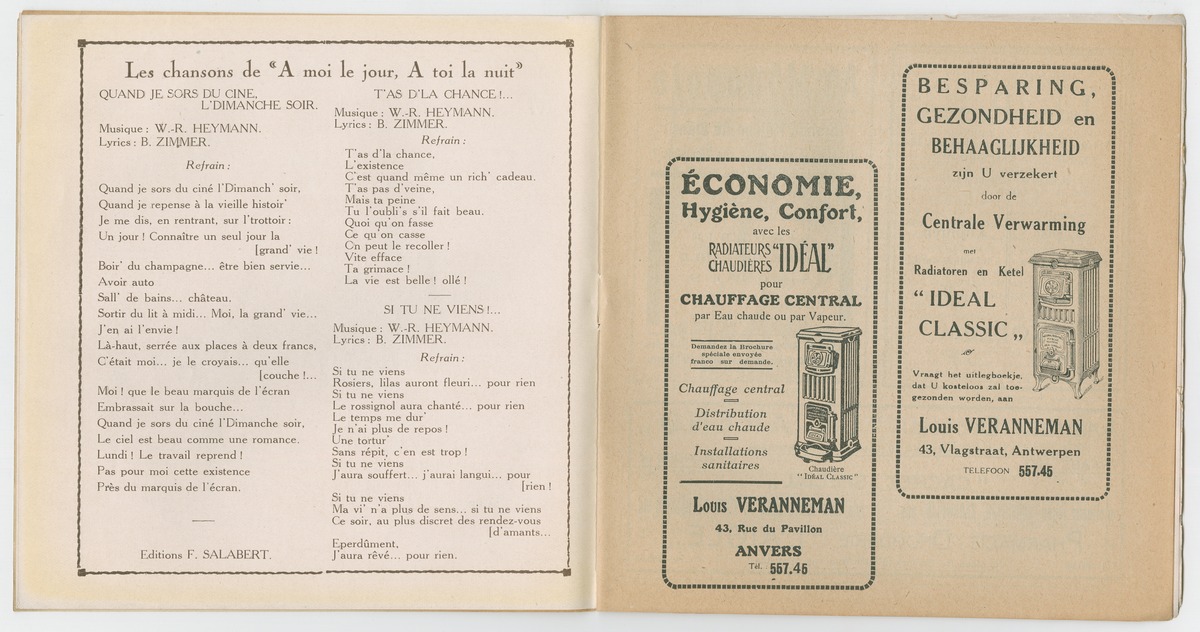 Les chansons de “A moi le jour, A toi la nuit”
QUAND JE SORS DU CINE,
L'DIMANCHE SOIR.
Musique : W.-R. HEYMANN.
Lyrics : B. ZIMMER.
Refrain :
Quand je sors du ciné l'Dimanch' soir,
Quand je repense à la vieille histoir'
Je me dis, en rentrant, sur l'trottoir :
Un jour ! Connaître un seul jour la
[grand' vie !
Boir' du champagne... être bien servie...
Avoir auto
Sall' de bains... château.
Sortir du lit à midi... Moi, la grand' vie...
J'en ai l'envie !
Là-haut, serrée aux places à deux francs,
C'était moi... je le croyais... qu'elle
[couche !...
Moi ! que le beau marquis de l'écran
Embrassait sur la bouche...
Quand je sors du ciné l'Dimanche soir,
Le ciel est beau comme une romance.
Lundi ! Le travail reprend !
Pas pour moi cette existence
Près du marquis de l'écran.
Editions F. SALABERT.
T'AS D'LA CHANCE !...
Musique : W.-R. HEYMANN.
Lyrics : B. ZIMMER.
Refrain :
T'as d'la chance,
L'existence
C'est quand même un rich' cadeau.
T'as pas d'veine,
Mais ta peine
Tu l'oubli's s'il fait beau.
Quoi qu'on fasse
Ce qu'on casse
On peut le recoller !
Vite efface
Ta grimace !
La vie est belle ! ollé !
SI TU NE VIENS !...
Musique : W.-R. HEYMANN.
Lyrics : B. ZIMMER.
Refrain :
Si tu ne viens
Rosiers, lilas auront fleuri... pour rien
Si tu ne viens
Le rossignol aura chanté... pour rien
Le temps me dur'
Je n'ai plus de repos !
Une tortur'
Sans répit, c'en est trop !
Si tu ne viens
J'aura souffert... j'aurai langui... pour
[rien !
Si tu ne viens
Ma vi' n'a plus de sens... si tu ne viens
Ce soir, au plus discret des rendez-vous
[d'amants...
Eperdûment,
J'aura rêvé... pour rien.
ÉCONOMIE,
Hygiène, Confort,
avec les
RADIATEURS
CHAUDIÈRES “IDÉAL”
pour
CHAUFFAGE CENTRAL
par Eau chaude ou par Vapeur.
Demandez la Brochure
spéciale envoyée
franco sur demande.
Chauffage central
Distribution
d'eau chaude
Installations
sanitaires
Chaudière
“IDÉAL CLASSIC”
Louis VERANNEMAN
43, Rue du Pavillon
ANVERS
Tél. 557.45
BESPARING,
GEZONDHEID en
BEHAAGLIJKHEID
zijn U verzekert
door de
Centrale Verwarming
met
Radiatoren en Ketel
“IDEAL
CLASSIC„
Vraagt het uitlegboekje,
dat U kosteloos zal toe-
gezonden worden, aan
Louis VERANNEMAN
43, Vlagstraat, Antwerpen
TELEFOON 557.45